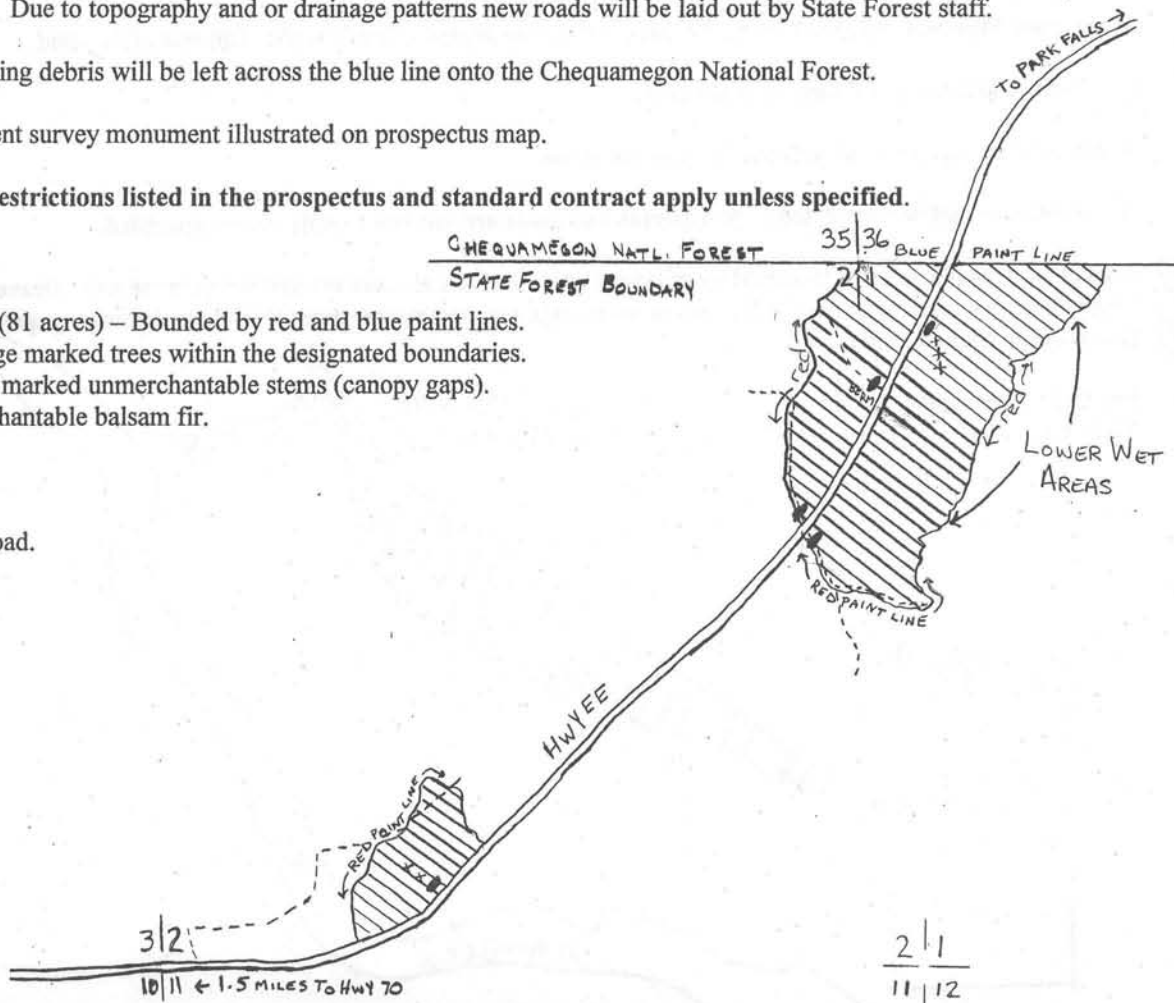 Due to topography and or drainage patterns new roads will be laid out by State Forest staff.
TO PARK FALLS →
ing debris will be left across the blue line onto the Chequamegon National Forest.
ent survey monument illustrated on prospectus map.
estrictions listed in the prospectus and standard contract apply unless specified.
CHEQUAMEGON NATL. FOREST
35|36 BLUE PAINT LINE
STATE FOREST BOUNDARY
2|1
(81 acres) – Bounded by red and blue paint lines.
ge marked trees within the designated boundaries.
marked unmerchantable stems (canopy gaps).
chantable balsam fir.
red
BERM
red
LOWER WET
AREAS
oad.
RED PAINT LINE
HWY EE
RED PAINT LINE
3|2
10|11 ← 1.5 MILES TO HWY 70
2|1
11|12